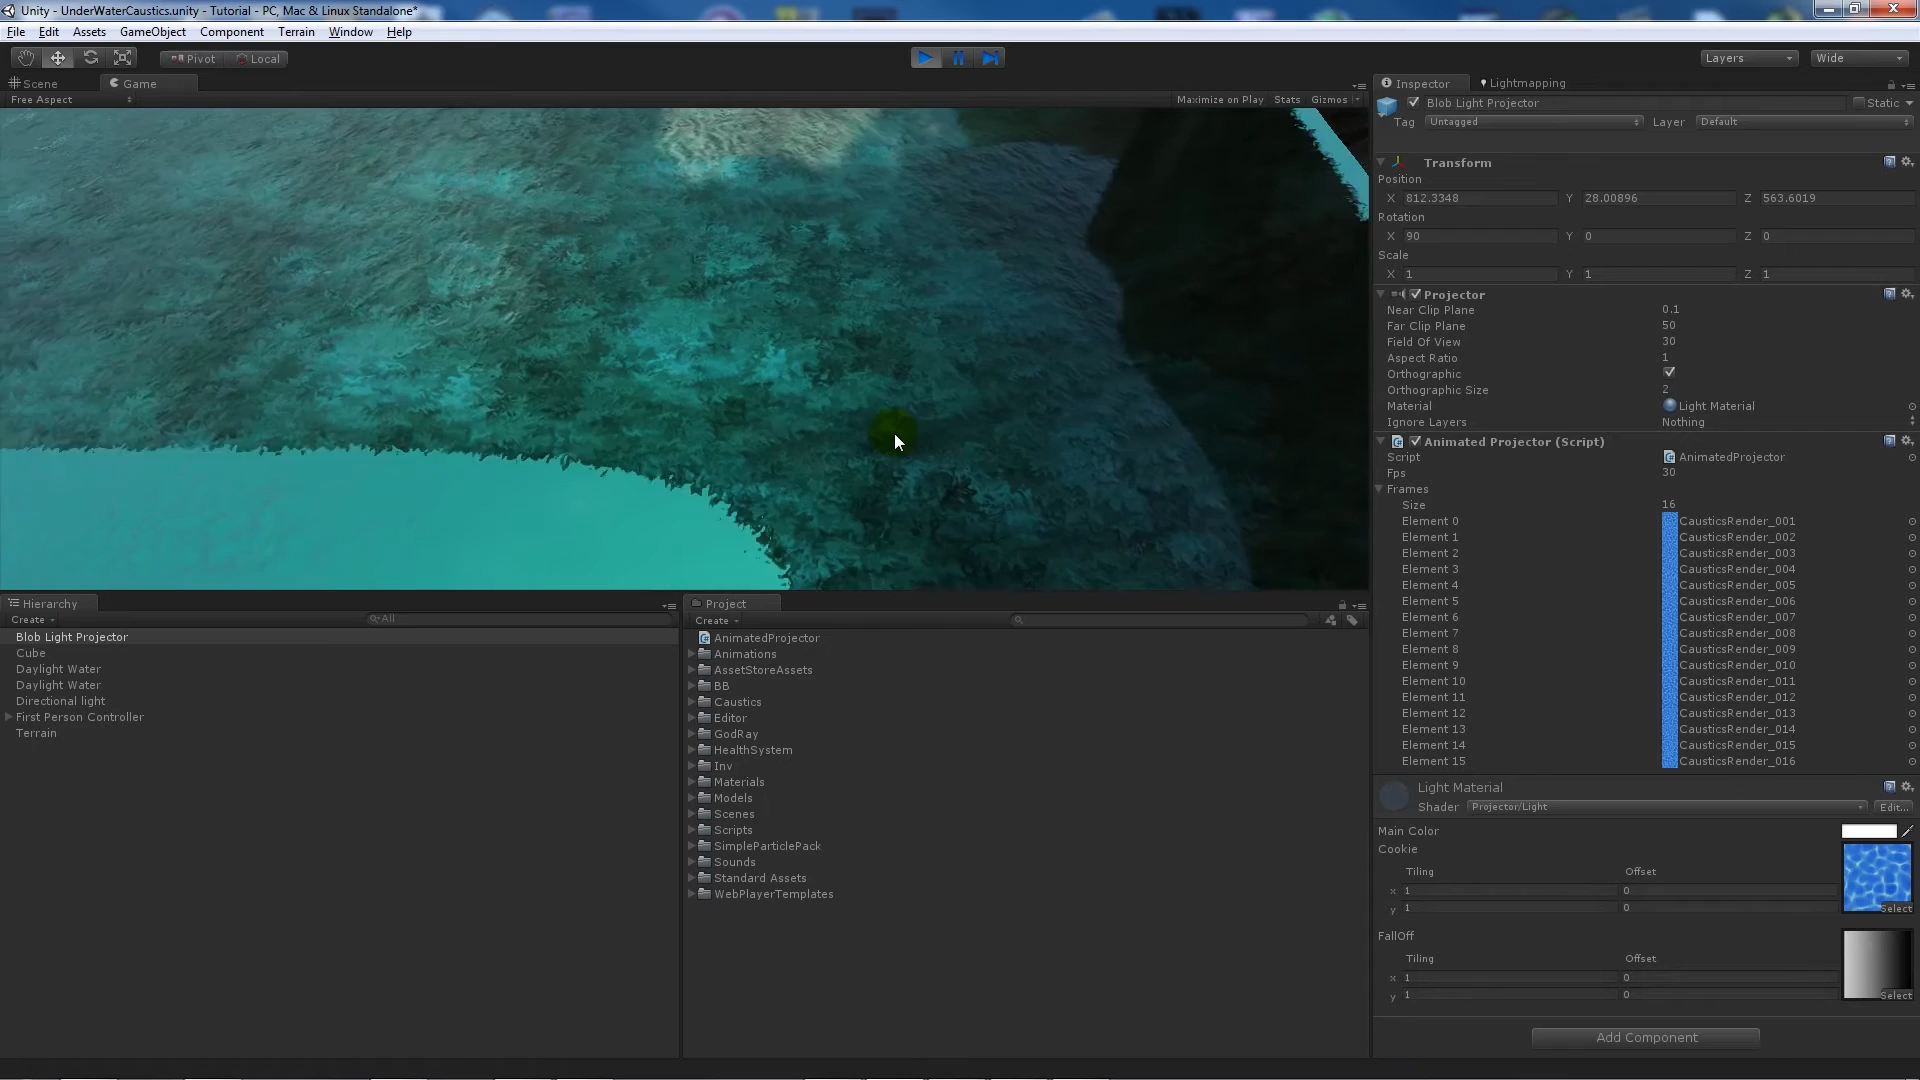 Unity - UnderWaterCaustics.unity - Tutorial - PC, Mac & Linux Standalone*
File Edit Assets GameObject Component Terrain Window Help
Pivot Local Layers Wide
Scene Game
Free Aspect Maximize on Play Stats Gizmos
Inspector Lightmapping
Blob Light Projector Static
Tag Untagged Layer Default
Transform
Position
X 812.3348 Y 28.00896 Z 563.6019
Rotation
X 90 Y 0 Z 0
Scale
X 1 Y 1 Z 1
Projector
Near Clip Plane 0.1
Far Clip Plane 50
Field Of View 30
Aspect Ratio 1
Orthographic
Orthographic Size 2
Material Light Material
Ignore Layers Nothing
Animated Projector (Script)
Script AnimatedProjector
Fps 30
Frames
Size 16
Element 0 CausticsRender_001
Element 1 CausticsRender_002
Element 2 CausticsRender_003
Element 3 CausticsRender_004
Element 4 CausticsRender_005
Element 5 CausticsRender_006
Element 6 CausticsRender_007
Element 7 CausticsRender_008
Element 8 CausticsRender_009
Element 9 CausticsRender_010
Element 10 CausticsRender_011
Element 11 CausticsRender_012
Element 12 CausticsRender_013
Element 13 CausticsRender_014
Element 14 CausticsRender_015
Element 15 CausticsRender_016
Light Material
Shader Projector/Light Edit...
Main Color
Cookie
Tiling Offset
x 1 0
y 1 0
Select
FallOff
Tiling Offset
x 1 0
y 1 0
Select
Add Component
Hierarchy
Create All
Blob Light Projector
Cube
Daylight Water
Daylight Water
Directional light
First Person Controller
Terrain
Project
Create
AnimatedProjector
Animations
AssetStoreAssets
BB
Caustics
Editor
GodRay
HealthSystem
Inv
Materials
Models
Scenes
Scripts
SimpleParticlePack
Sounds
Standard Assets
WebPlayerTemplates